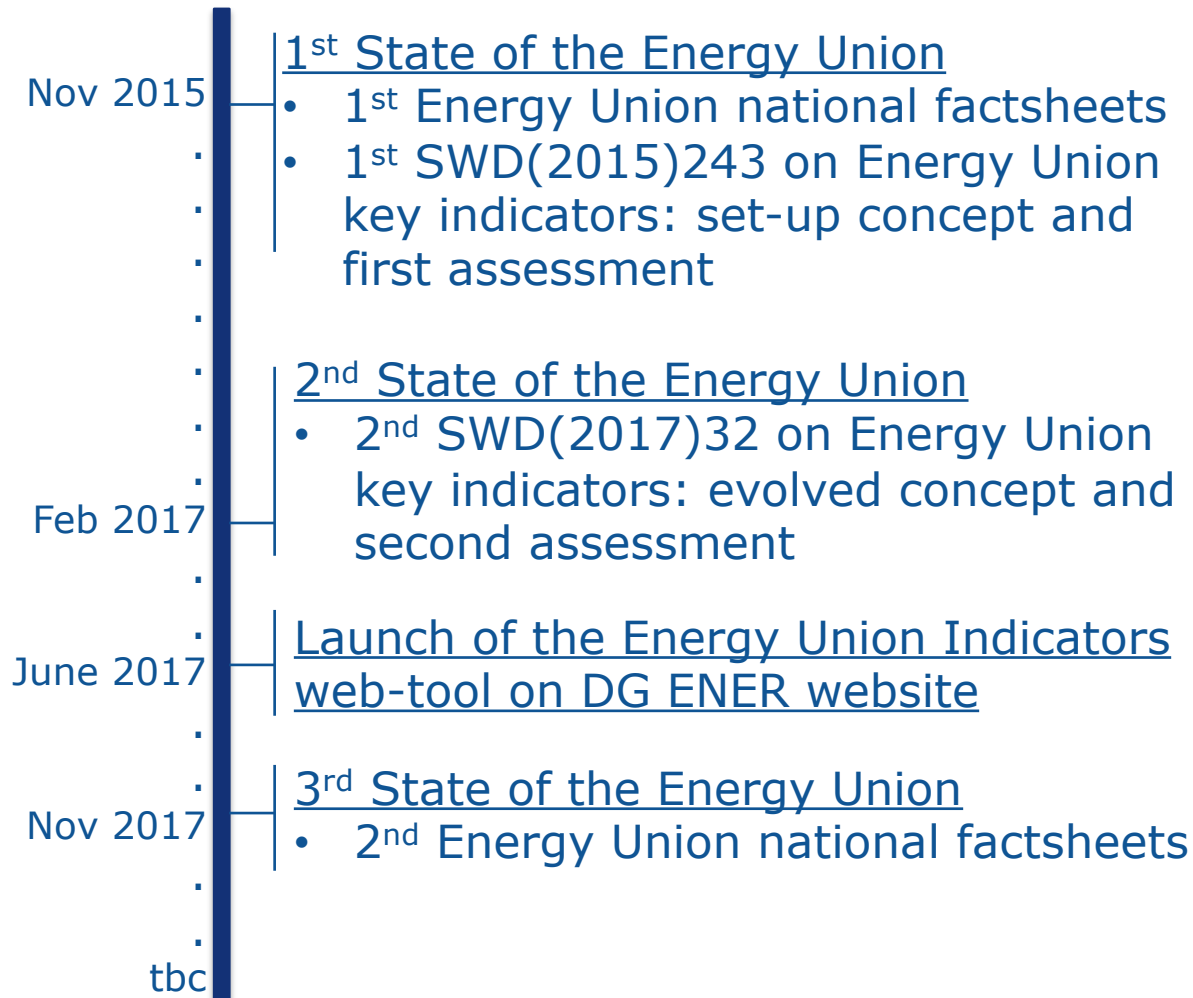 1st State of the Energy Union
Nov 2015
• 1st Energy Union national factsheets
• 1st SWD(2015)243 on Energy Union
key indicators: set-up concept and
first assessment
.
.
.
.
2nd State of the Energy Union
.
• 2nd SWD(2017)32 on Energy Union
.
key indicators: evolved concept and
.
Feb 2017
second assessment
.
.
Launch of the Energy Union Indicators
June 2017
web-tool on DG ENER website
.
.
3rd State of the Energy Union
Nov 2017
• 2nd Energy Union national factsheets
.
.
tbc